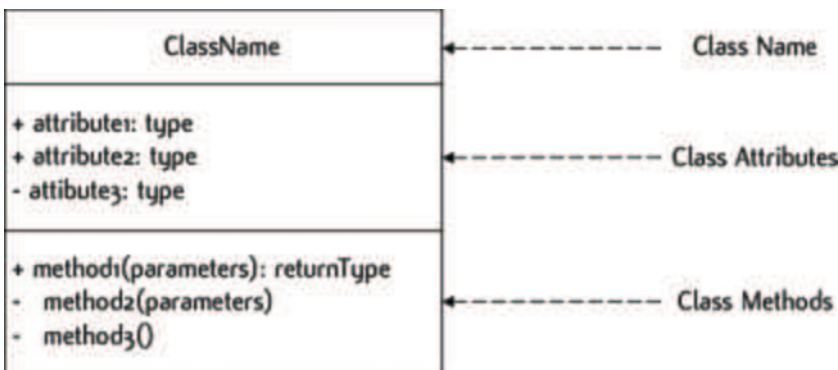 ClassName
Class Name
+ attribute1: type
+ attribute2: type
- attibute3: type
Class Attributes
+ method1(parameters): returnType
- method2(parameters)
- method3()
Class Methods